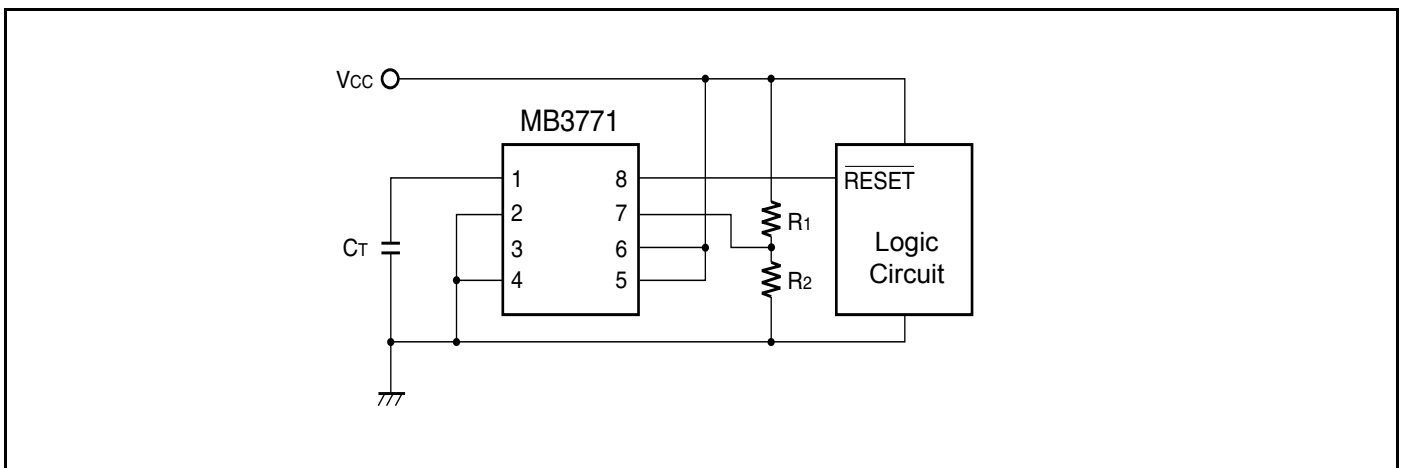 VCC
MB3771
1 8
2 7
3 6
4 5
CT
R1
R2
RESET
Logic
Circuit